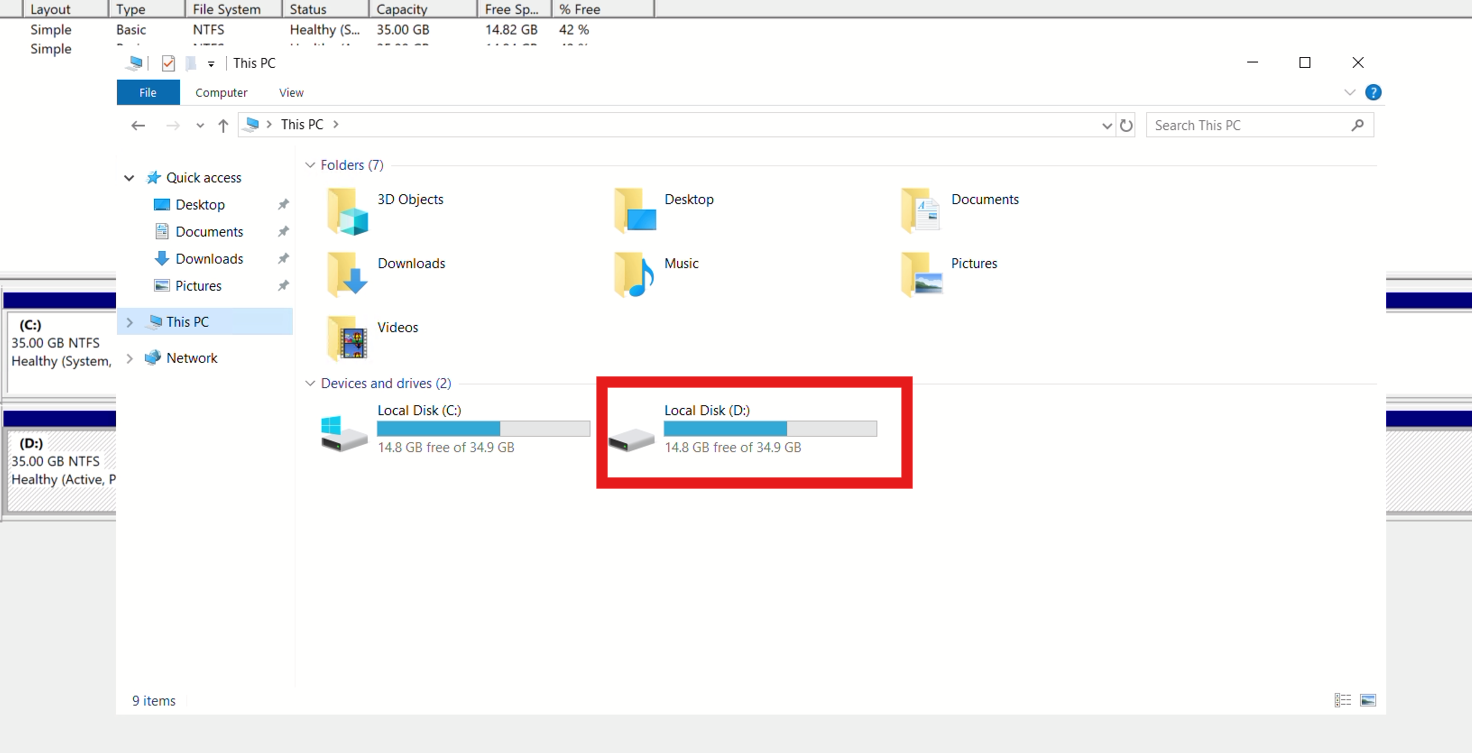 Layout Type File System Status Capacity Free Sp... % Free
Simple Basic NTFS Healthy (S... 35.00 GB 14.82 GB 42 %
Simple
This PC
File Computer View
This PC
Search This PC
Quick access
Desktop
Documents
Downloads
Pictures
This PC
Network
Folders (7)
3D Objects
Desktop
Documents
Downloads
Music
Pictures
Videos
Devices and drives (2)
Local Disk (C:)
14.8 GB free of 34.9 GB
Local Disk (D:)
14.8 GB free of 34.9 GB
(C:)
35.00 GB NTFS
Healthy (System,
(D:)
35.00 GB NTFS
Healthy (Active, P
9 items